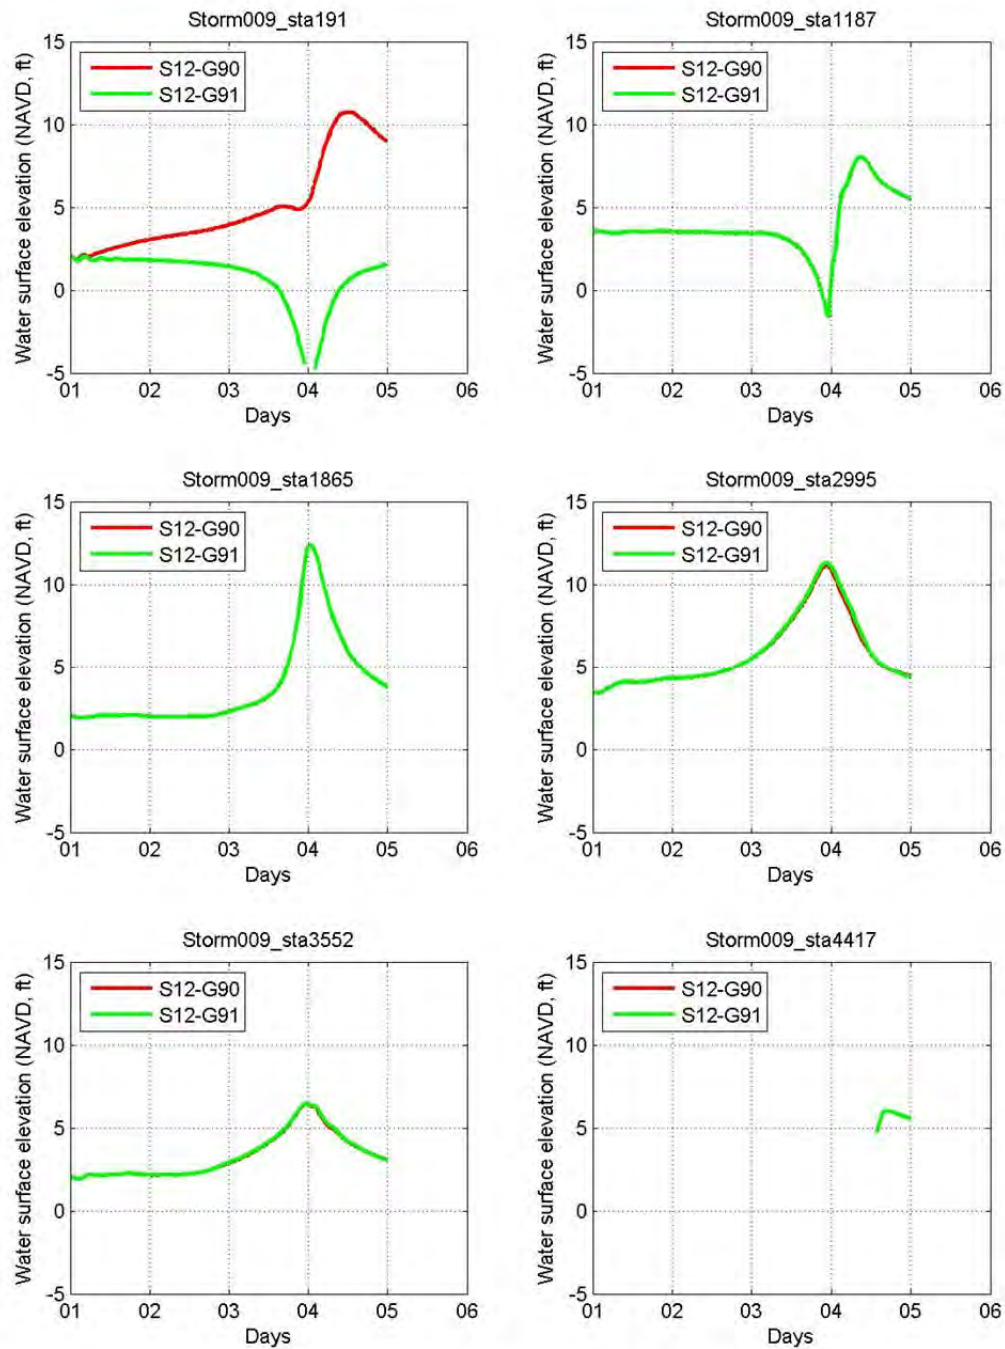 Storm009_sta191
Water surface elevation (NAVD, ft)
15
10
5
0
−5
S12-G90
S12-G91
01 02 03 04 05 06
Days
Storm009_sta1187
Water surface elevation (NAVD, ft)
15
10
5
0
−5
S12-G90
S12-G91
01 02 03 04 05 06
Days
Storm009_sta1865
Water surface elevation (NAVD, ft)
15
10
5
0
−5
S12-G90
S12-G91
01 02 03 04 05 06
Days
Storm009_sta2995
Water surface elevation (NAVD, ft)
15
10
5
0
−5
S12-G90
S12-G91
01 02 03 04 05 06
Days
Storm009_sta3552
Water surface elevation (NAVD, ft)
15
10
5
0
−5
S12-G90
S12-G91
01 02 03 04 05 06
Days
Storm009_sta4417
Water surface elevation (NAVD, ft)
15
10
5
0
−5
S12-G90
S12-G91
01 02 03 04 05 06
Days